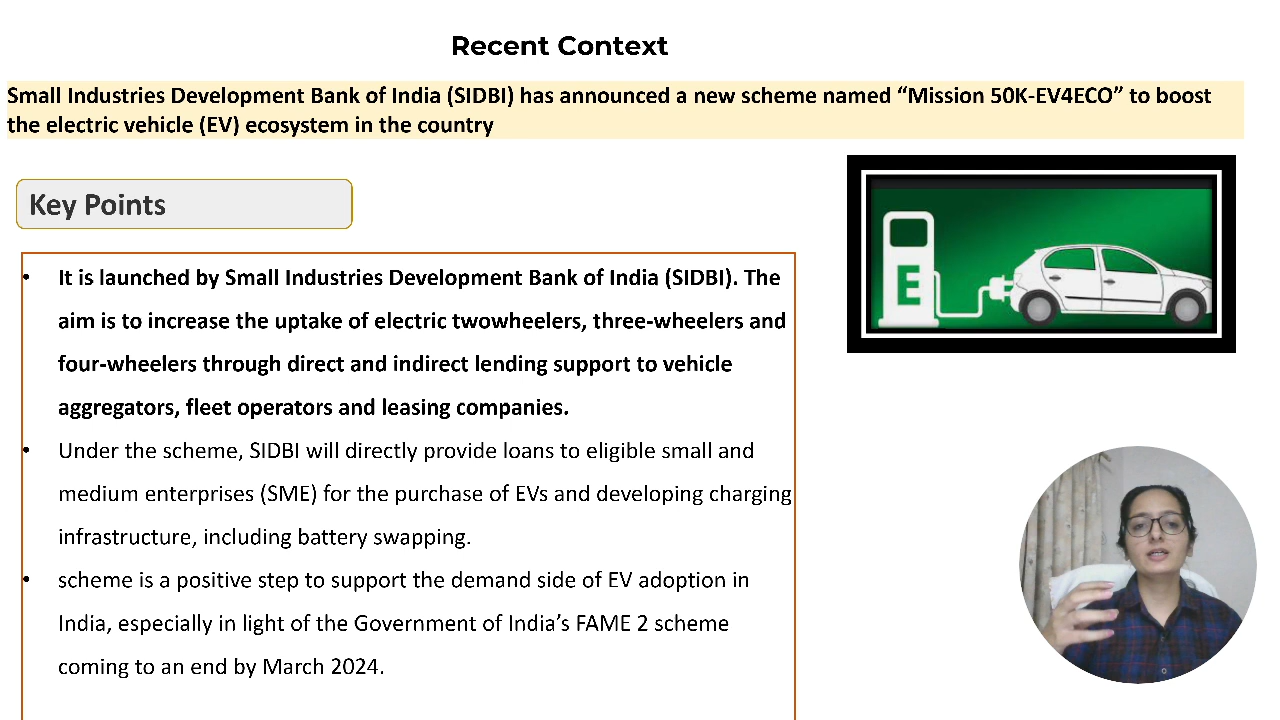 Recent Context
Small Industries Development Bank of India (SIDBI) has announced a new scheme named “Mission 50K-EV4ECO” to boost
the electric vehicle (EV) ecosystem in the country
Key Points
• It is launched by Small Industries Development Bank of India (SIDBI). The
aim is to increase the uptake of electric twowheelers, three-wheelers and
four-wheelers through direct and indirect lending support to vehicle
aggregators, fleet operators and leasing companies.
• Under the scheme, SIDBI will directly provide loans to eligible small and
medium enterprises (SME) for the purchase of EVs and developing charging
infrastructure, including battery swapping.
• scheme is a positive step to support the demand side of EV adoption in
India, especially in light of the Government of India’s FAME 2 scheme
coming to an end by March 2024.
E